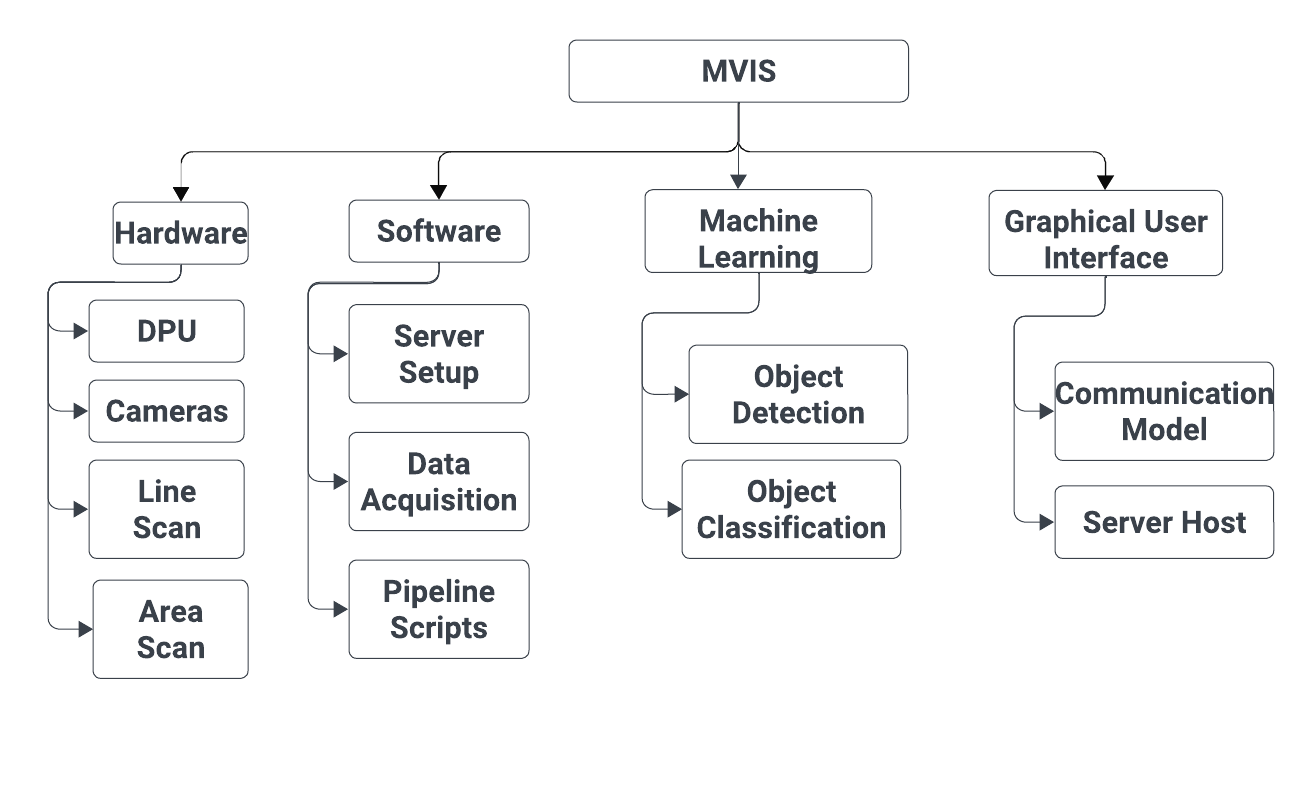 MVIS
Hardware
Software
Machine
Learning
Graphical User
Interface
DPU
Cameras
Line
Scan
Area
Scan
Server
Setup
Data
Acquisition
Pipeline
Scripts
Object
Detection
Object
Classification
Communication
Model
Server Host